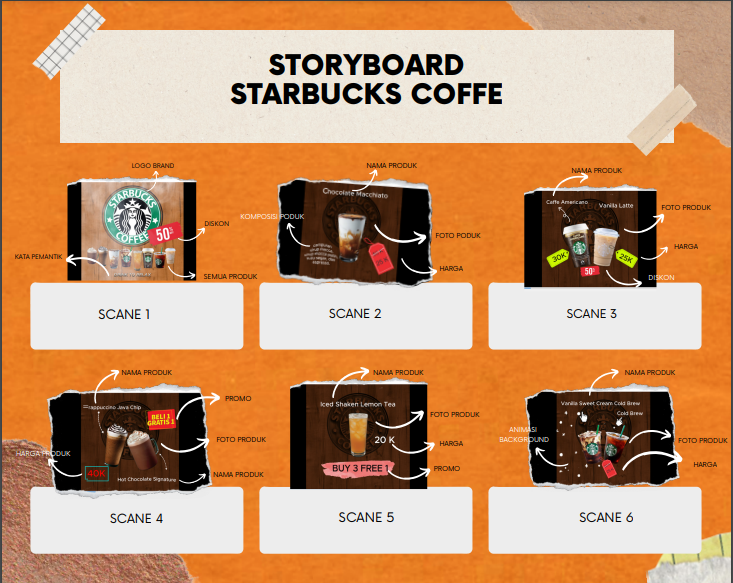 STORYBOARD
STARBUCKS COFFE
LOGO BRAND
STARBUCKS
COFFEE
50%
DISKON
KATA PEMANTIK
SEMUA PRODUK
SCANE 1
NAMA PRODUK
Chocolate Macchiato
KOMPOSISI PODUK
FOTO PODUK
HARGA
SCANE 2
NAMA PRODUK
Caffe Americano
Vanilla Latte
FOTO PRODUK
HARGA
30K
25K
50%
DISKON
SCANE 3
NAMA PRODUK
Frappuccino Java Chip
PROMO
BELI 1
GRATIS 1
FOTO PRODUK
HARGA PRODUK
40K
Hot Chocolate Signature
NAMA PRODUK
SCANE 4
NAMA PRODUK
Iced Shaken Lemon Tea
FOTO PRODUK
20 K
HARGA
BUY 3 FREE 1
PROMO
SCANE 5
NAMA PRODUK
Vanilla Sweet Cream Cold Brew
Cold Brew
ANIMASI
BACKGROUND
FOTO PRODUK
HARGA
SCANE 6